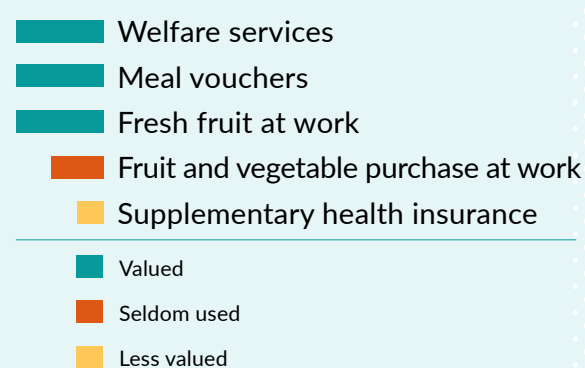 Welfare services
Meal vouchers
Fresh fruit at work
Fruit and vegetable purchase at work
Supplementary health insurance
Valued
Seldom used
Less valued